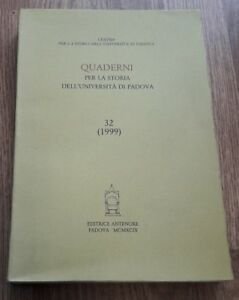 CENTRO
PER LA STORIA DELL'UNIVERSITÀ DI PADOVA
QUADERNI
PER LA STORIA
DELL'UNIVERSITÀ DI PADOVA
32
(1999)
EDITRICE ANTENORE
PADOVA MCMXCIX